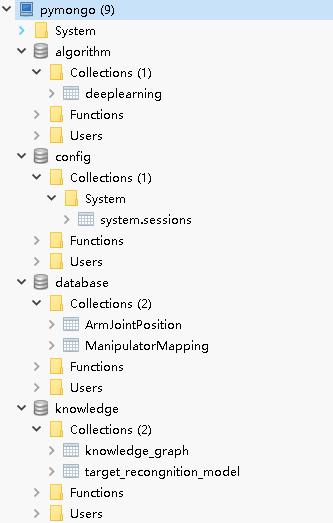 pymongo (9)
System
algorithm
Collections (1)
deeplearning
Functions
Users
config
Collections (1)
System
system.sessions
Functions
Users
database
Collections (2)
ArmJointPosition
ManipulatorMapping
Functions
Users
knowledge
Collections (2)
knowledge_graph
target_recongnition_model
Functions
Users